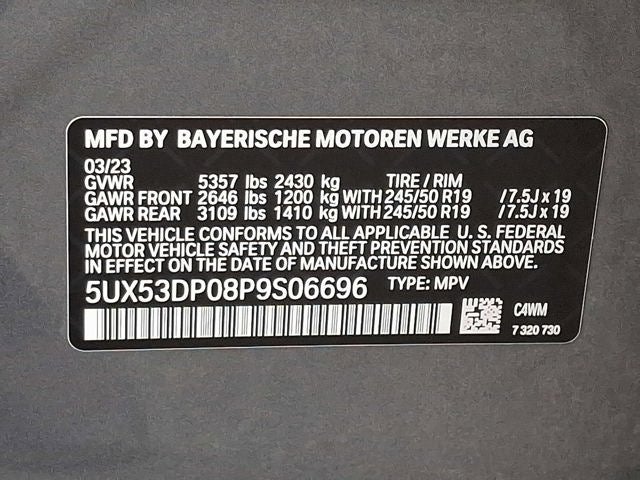 MFD BY BAYERISCHE MOTOREN WERKE AG
03/23
GVWR 5357 lbs 2430 kg TIRE / RIM
GAWR FRONT 2646 lbs 1200 kg WITH 245/50 R19 / 7.5J x 19
GAWR REAR 3109 lbs 1410 kg WITH 245/50 R19 / 7.5J x 19
THIS VEHICLE CONFORMS TO ALL APPLICABLE U. S. FEDERAL
MOTOR VEHICLE SAFETY AND THEFT PREVENTION STANDARDS
IN EFFECT ON THE DATE OF MANUFACTURE SHOWN ABOVE
5UX53DP08P9S06696 TYPE: MPV
C4WM
7 320 730